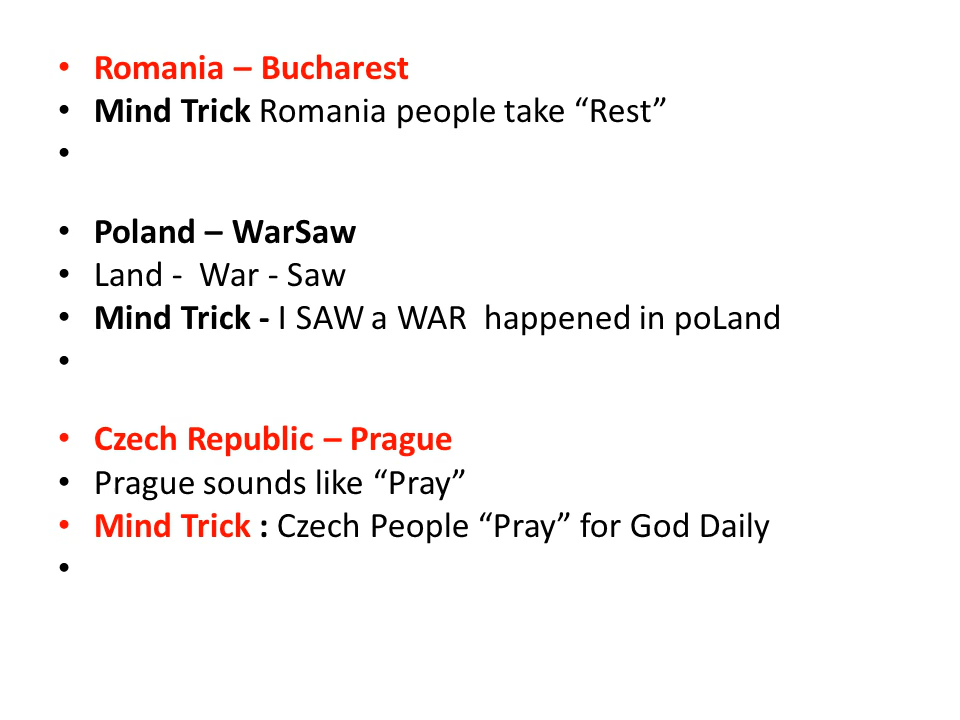 • Romania – Bucharest
• Mind Trick Romania people take “Rest”
•
• Poland – WarSaw
• Land - War - Saw
• Mind Trick - I SAW a WAR happened in poLand
•
• Czech Republic – Prague
• Prague sounds like “Pray”
• Mind Trick : Czech People “Pray” for God Daily
•